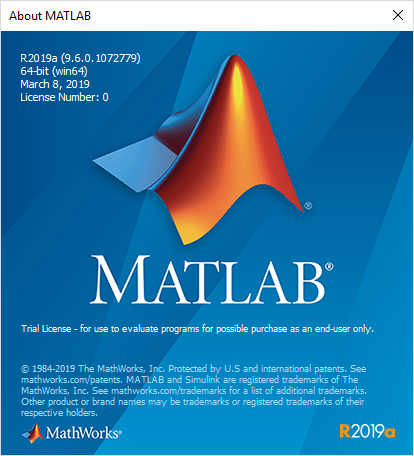 About MATLAB
R2019a (9.6.0.1072779)
64-bit (win64)
March 8, 2019
License Number: 0
®
MATLAB®
Trial License - for use to evaluate programs for possible purchase as an end-user only.
© 1984-2019 The MathWorks, Inc. Protected by U.S and international patents. See
mathworks.com/patents. MATLAB and Simulink are registered trademarks of The
MathWorks, Inc. See mathworks.com/trademarks for a list of additional trademarks.
Other product or brand names may be trademarks or registered trademarks of their
respective holders.
MathWorks® R2019a